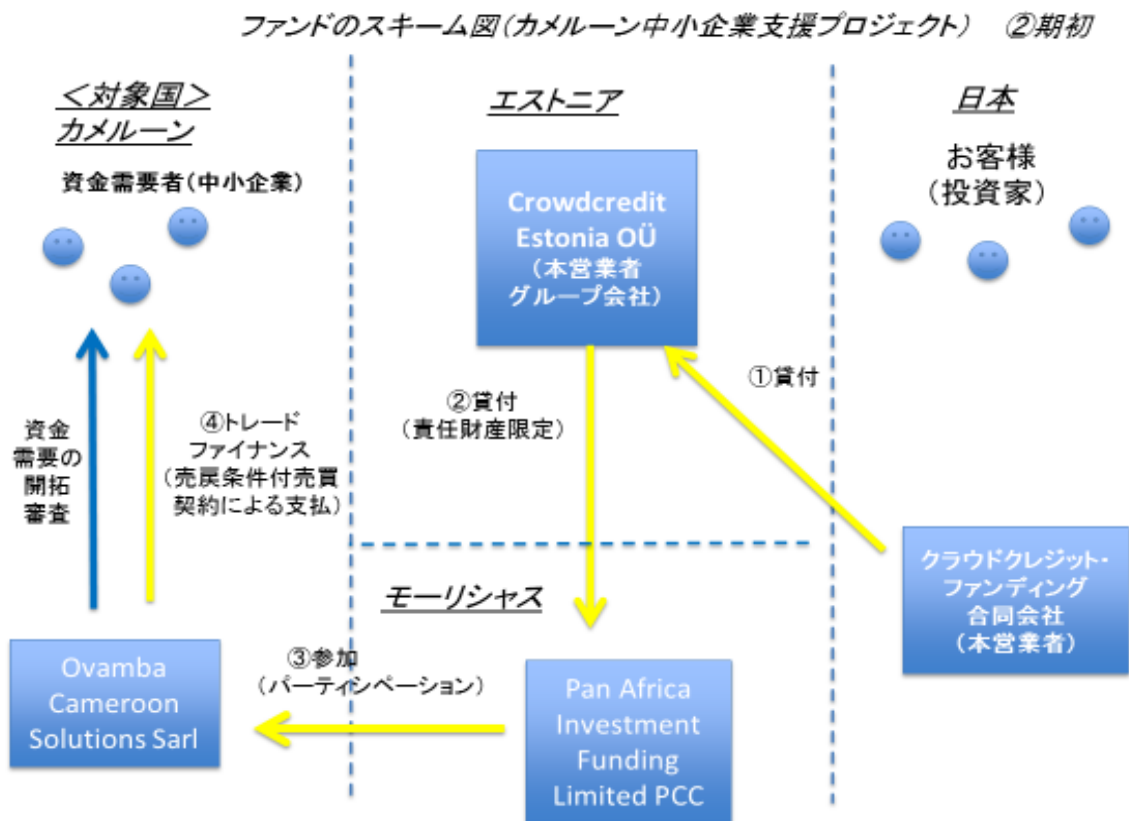 ファンドのスキーム図(カメルーン中小企業支援プロジェクト) ②期初
＜対象国＞
カメルーン
資金需要者(中小企業)
資金
需要の
開拓
審査
④トレード
ファイナンス
(売戻条件付売買
契約による支払)
Ovamba
Cameroon
Solutions Sarl
エストニア
Crowdcredit
Estonia OÜ
(本営業者
グループ会社)
②貸付
(責任財産限定)
①貸付
モーリシャス
③参加
(パーティシペーション)
Pan Africa
Investment
Funding
Limited PCC
日本
お客様
(投資家)
クラウドクレジット・
ファンディング
合同会社
(本営業者)